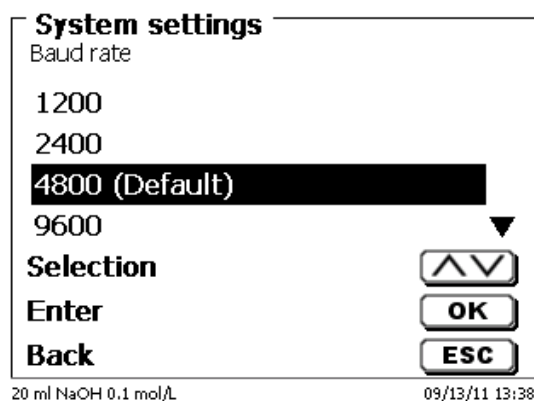 System settings
Baud rate
1200
2400
4800 (Default)
9600
Selection
Enter OK
Back ESC
20 ml NaOH 0.1 mol/L 09/13/11 13:38